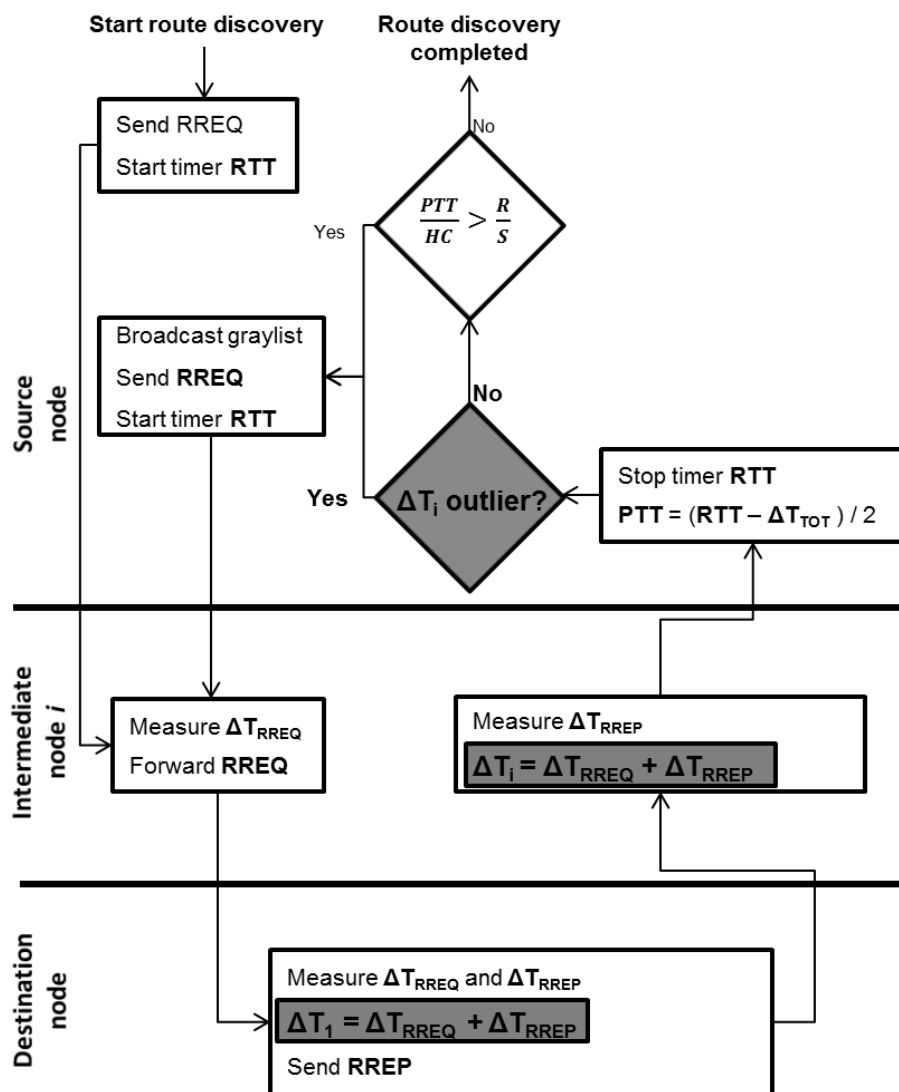 Start route discovery
Route discovery
completed
Send RREQ
Start timer RTT
No
PTT/HC > R/S
Yes
Source
node
Broadcast graylist
Send RREQ
Start timer RTT
No
Yes
ΔTi outlier?
Stop timer RTT
PTT = (RTT – ΔTTOT ) / 2
Intermediate
node i
Measure ΔTRREQ
Forward RREQ
Measure ΔTRREP
ΔTi = ΔTRREQ + ΔTRREP
Destination
node
Measure ΔTRREQ and ΔTRREP
ΔT1 = ΔTRREQ + ΔTRREP
Send RREP